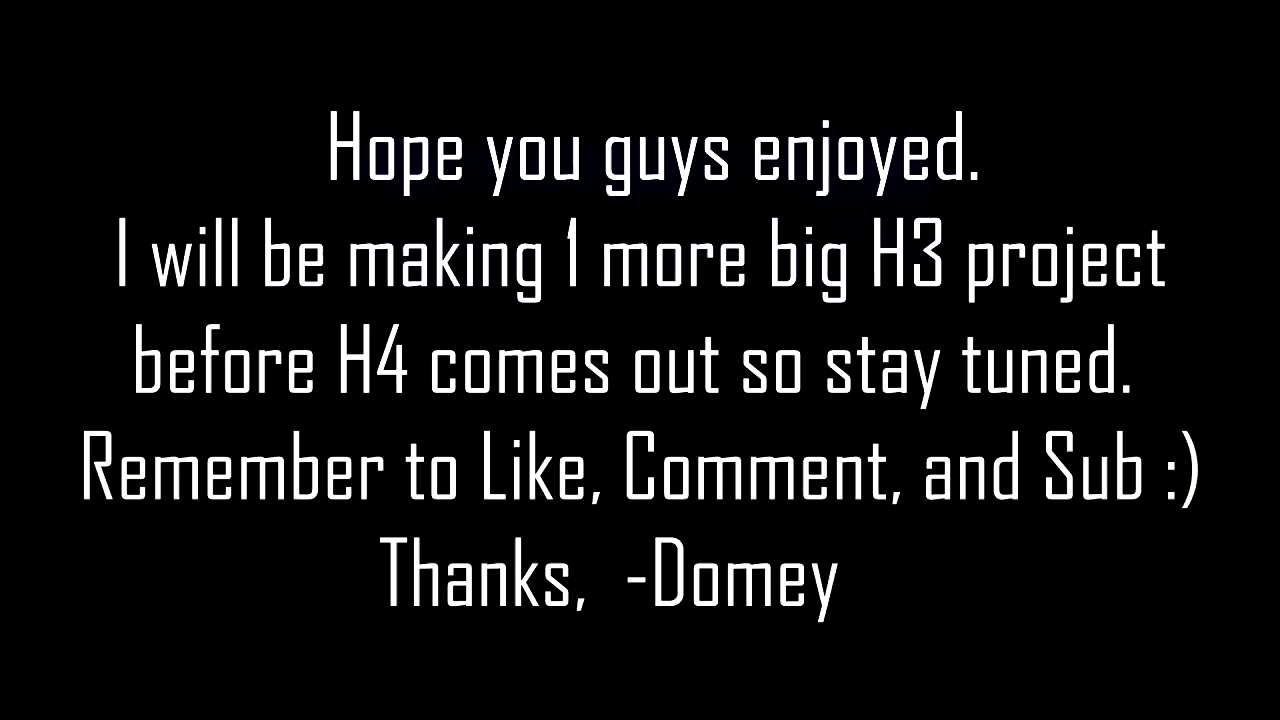 Hope you guys enjoyed.
I will be making 1 more big H3 project
before H4 comes out so stay tuned.
Remember to Like, Comment, and Sub :)
Thanks,  -Domey